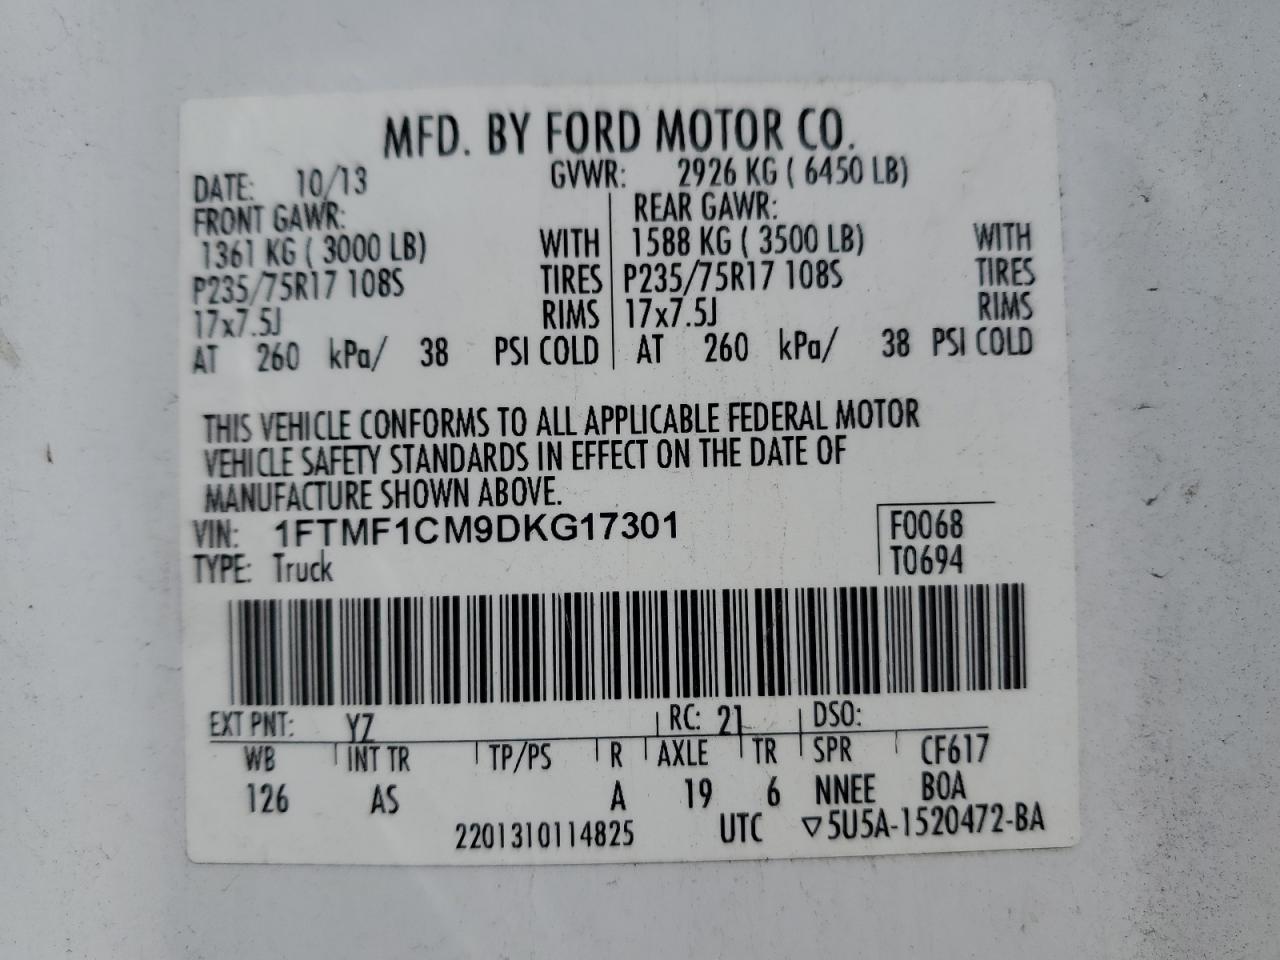 MFD. BY FORD MOTOR CO.
DATE: 10/13 GVWR: 2926 KG ( 6450 LB)
FRONT GAWR: REAR GAWR:
1361 KG ( 3000 LB) WITH 1588 KG ( 3500 LB) WITH
P235/75R17 108S TIRES P235/75R17 108S TIRES
17x7.5J RIMS 17x7.5J RIMS
AT 260 kPa/ 38 PSI COLD AT 260 kPa/ 38 PSI COLD
THIS VEHICLE CONFORMS TO ALL APPLICABLE FEDERAL MOTOR
VEHICLE SAFETY STANDARDS IN EFFECT ON THE DATE OF
MANUFACTURE SHOWN ABOVE.
VIN: 1FTMF1CM9DKG17301 F0068
TYPE: Truck T0694
EXT PNT: YZ RC: 21 DSO:
WB INT TR TP/PS R AXLE TR SPR CF617
126 AS A 19 6 NNEE BOA
2201310114825 UTC ▽5U5A-1520472-BA